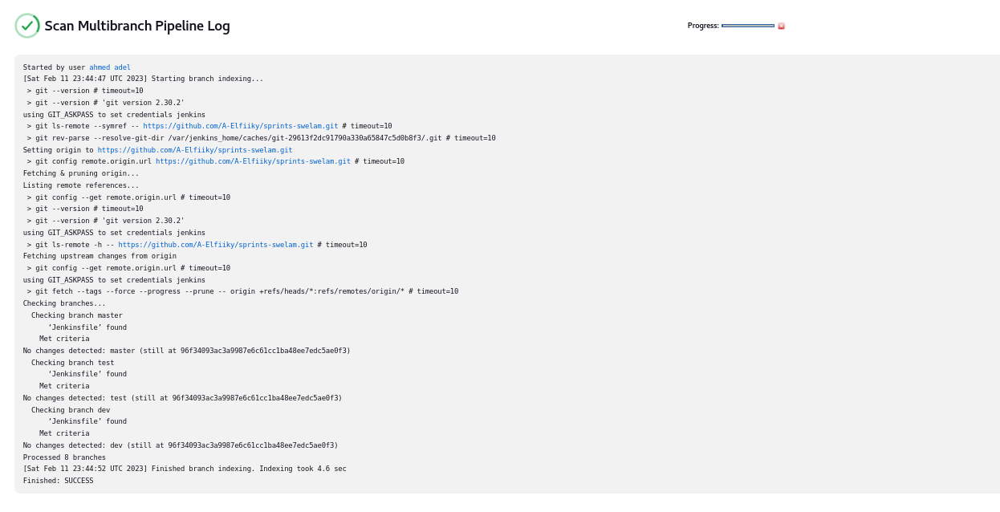 Scan Multibranch Pipeline Log
Progress:
Started by user ahmed adel
[Sat Feb 11 23:44:47 UTC 2023] Starting branch indexing...
 > git --version # timeout=10
 > git --version # 'git version 2.30.2'
using GIT_ASKPASS to set credentials jenkins
 > git ls-remote --symref -- https://github.com/A-Elfiiky/sprints-swelam.git # timeout=10
 > git rev-parse --resolve-git-dir /var/jenkins_home/caches/git-29613f2dc91790a330a65847c5d0b8f3/.git # timeout=10
Setting origin to https://github.com/A-Elfiiky/sprints-swelam.git
 > git config remote.origin.url https://github.com/A-Elfiiky/sprints-swelam.git # timeout=10
Fetching & pruning origin...
Listing remote references...
 > git config --get remote.origin.url # timeout=10
 > git --version # timeout=10
 > git --version # 'git version 2.30.2'
using GIT_ASKPASS to set credentials jenkins
 > git ls-remote -h -- https://github.com/A-Elfiiky/sprints-swelam.git # timeout=10
Fetching upstream changes from origin
 > git config --get remote.origin.url # timeout=10
using GIT_ASKPASS to set credentials jenkins
 > git fetch --tags --force --progress --prune -- origin +refs/heads/*:refs/remotes/origin/* # timeout=10
Checking branches...
  Checking branch master
      ‘Jenkinsfile’ found
    Met criteria
No changes detected: master (still at 96f34093ac3a9987e6c61cc1ba48ee7edc5ae0f3)
  Checking branch test
      ‘Jenkinsfile’ found
    Met criteria
No changes detected: test (still at 96f34093ac3a9987e6c61cc1ba48ee7edc5ae0f3)
  Checking branch dev
      ‘Jenkinsfile’ found
    Met criteria
No changes detected: dev (still at 96f34093ac3a9987e6c61cc1ba48ee7edc5ae0f3)
Processed 8 branches
[Sat Feb 11 23:44:52 UTC 2023] Finished branch indexing. Indexing took 4.6 sec
Finished: SUCCESS